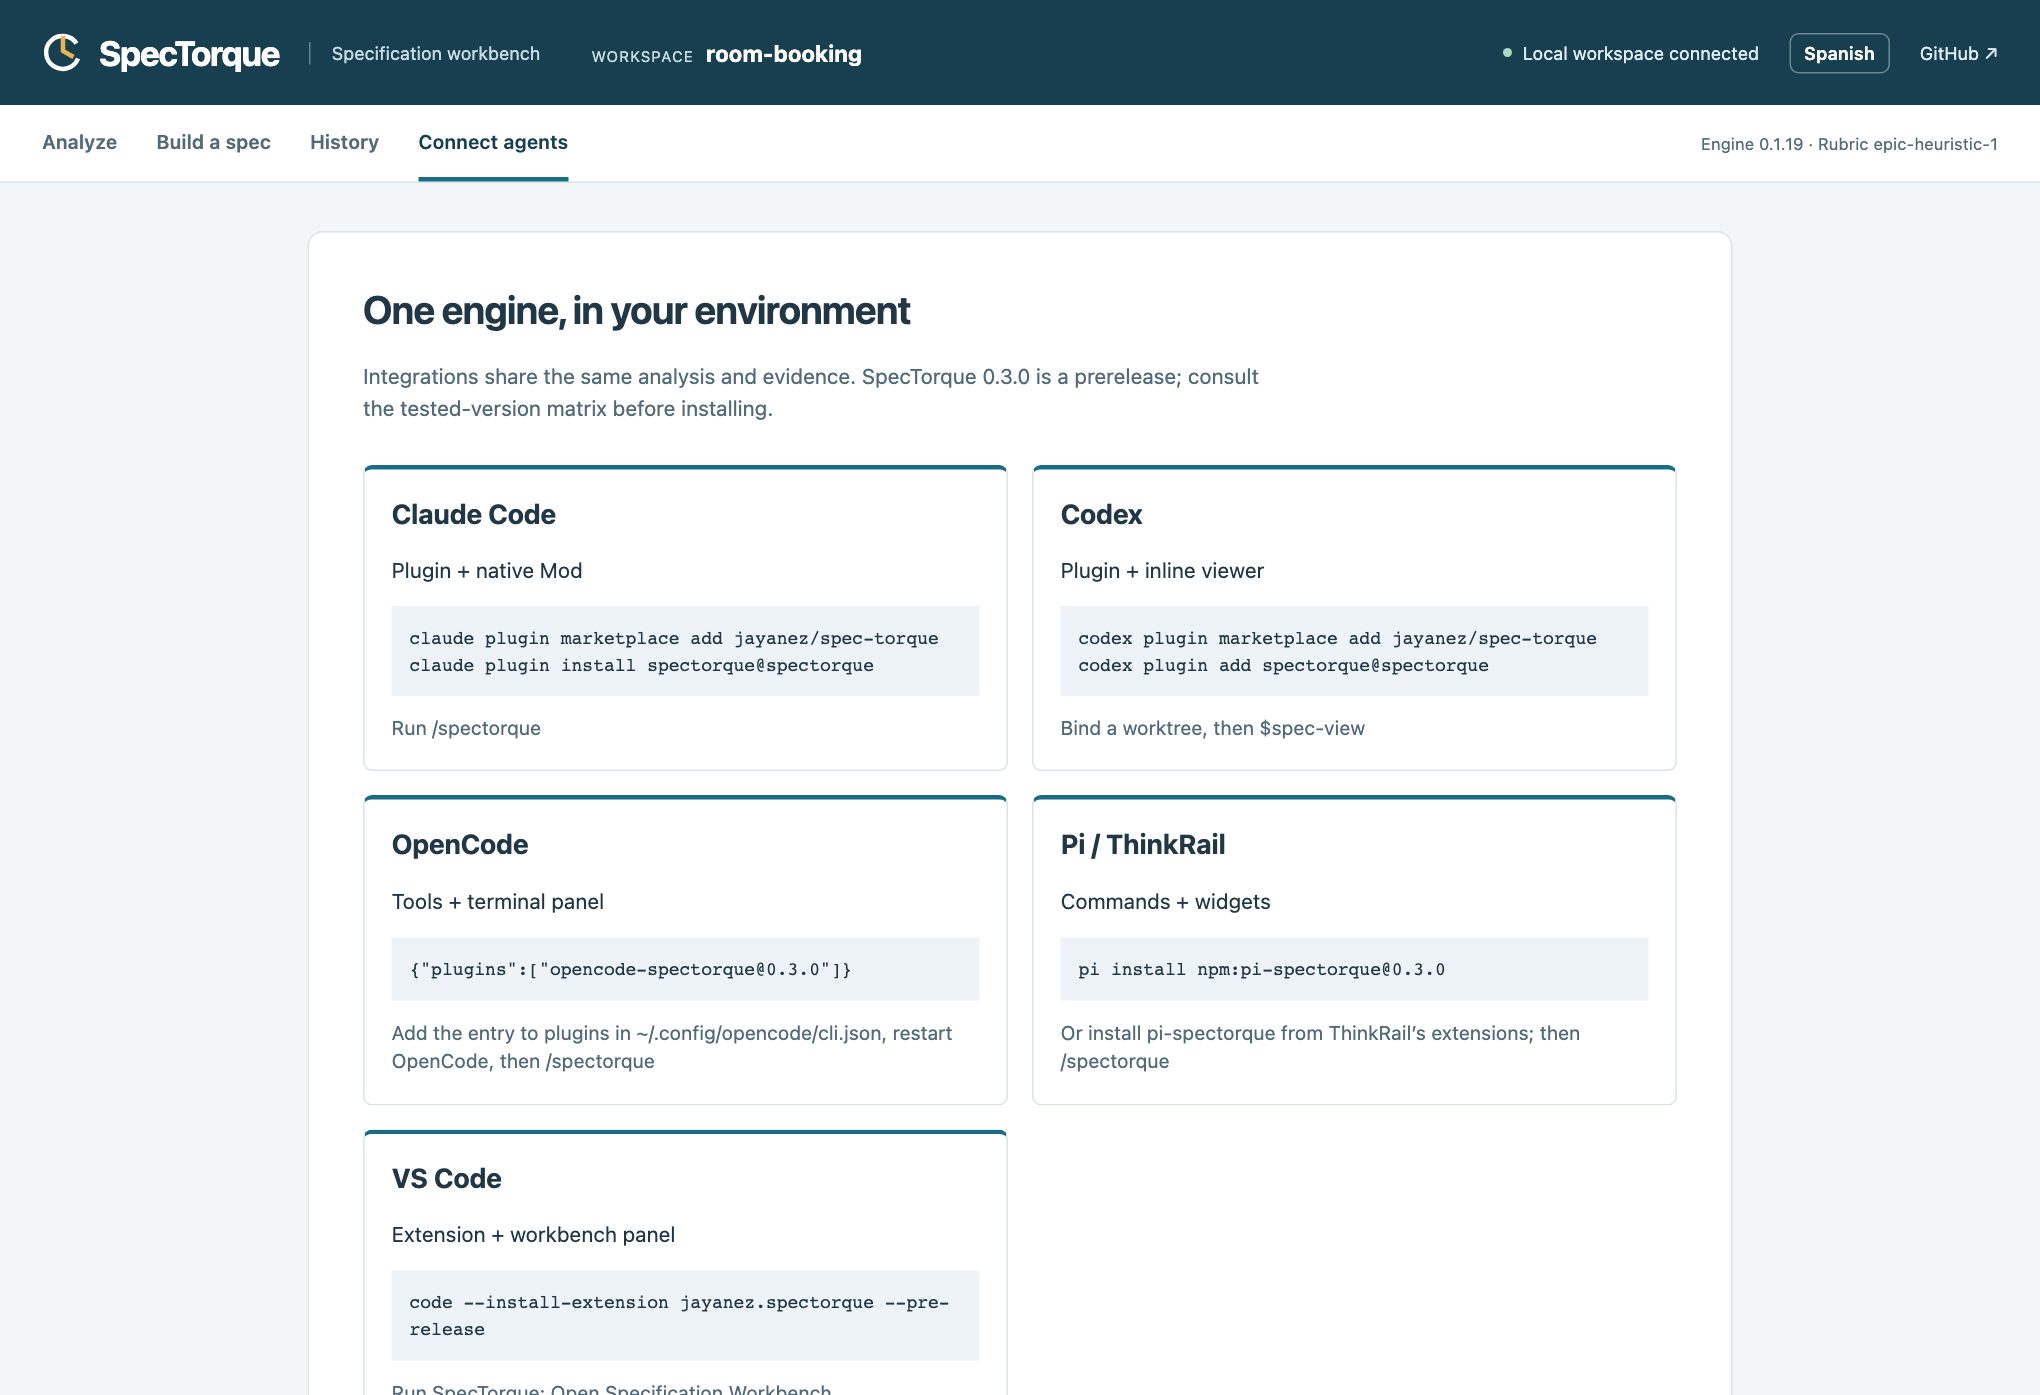 SpecTorque
Specification workbench
WORKSPACE room-booking
Local workspace connected
Spanish
GitHub ↗
Analyze
Build a spec
History
Connect agents
Engine 0.1.19 · Rubric epic-heuristic-1
One engine, in your environment
Integrations share the same analysis and evidence. SpecTorque 0.3.0 is a prerelease; consult
the tested-version matrix before installing.
Claude Code
Plugin + native Mod
claude plugin marketplace add jayanez/spec-torque
claude plugin install spectorque@spectorque
Run /spectorque
Codex
Plugin + inline viewer
codex plugin marketplace add jayanez/spec-torque
codex plugin add spectorque@spectorque
Bind a worktree, then $spec-view
OpenCode
Tools + terminal panel
{"plugins":["opencode-spectorque@0.3.0"]}
Add the entry to plugins in ~/.config/opencode/cli.json, restart
OpenCode, then /spectorque
Pi / ThinkRail
Commands + widgets
pi install npm:pi-spectorque@0.3.0
Or install pi-spectorque from ThinkRail’s extensions; then
/spectorque
VS Code
Extension + workbench panel
code --install-extension jayanez.spectorque --pre-
release
Run SpecTorque: Open Specification Workbench